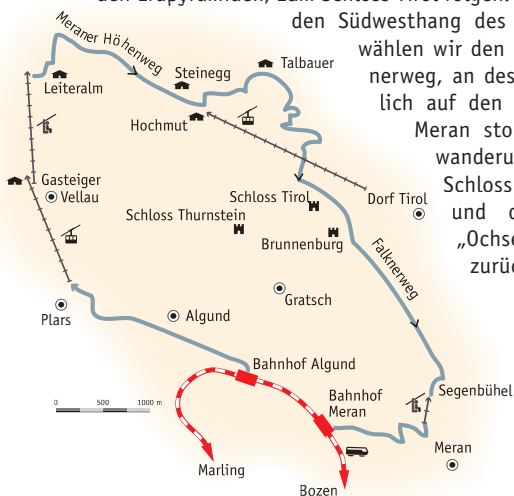 den Südwesthang des
wählen wir den
nerweg, an des
lich auf den
Meran sto
wanderu
Schloss
und d
„Ochse
zurüc
Meraner Höhenweg
Talbauer
Steinegg
Leiteralm
Hochmut
Gasteiger
Vellau
Schloss Tirol
Dorf Tirol
Schloss Thurnstein
Brunnenburg
Falknerweg
Gratsch
Plars
Algund
Bahnhof Algund
0 500 1000 m
Bahnhof
Meran
Segenbühel
Meran
Marling
Bozen